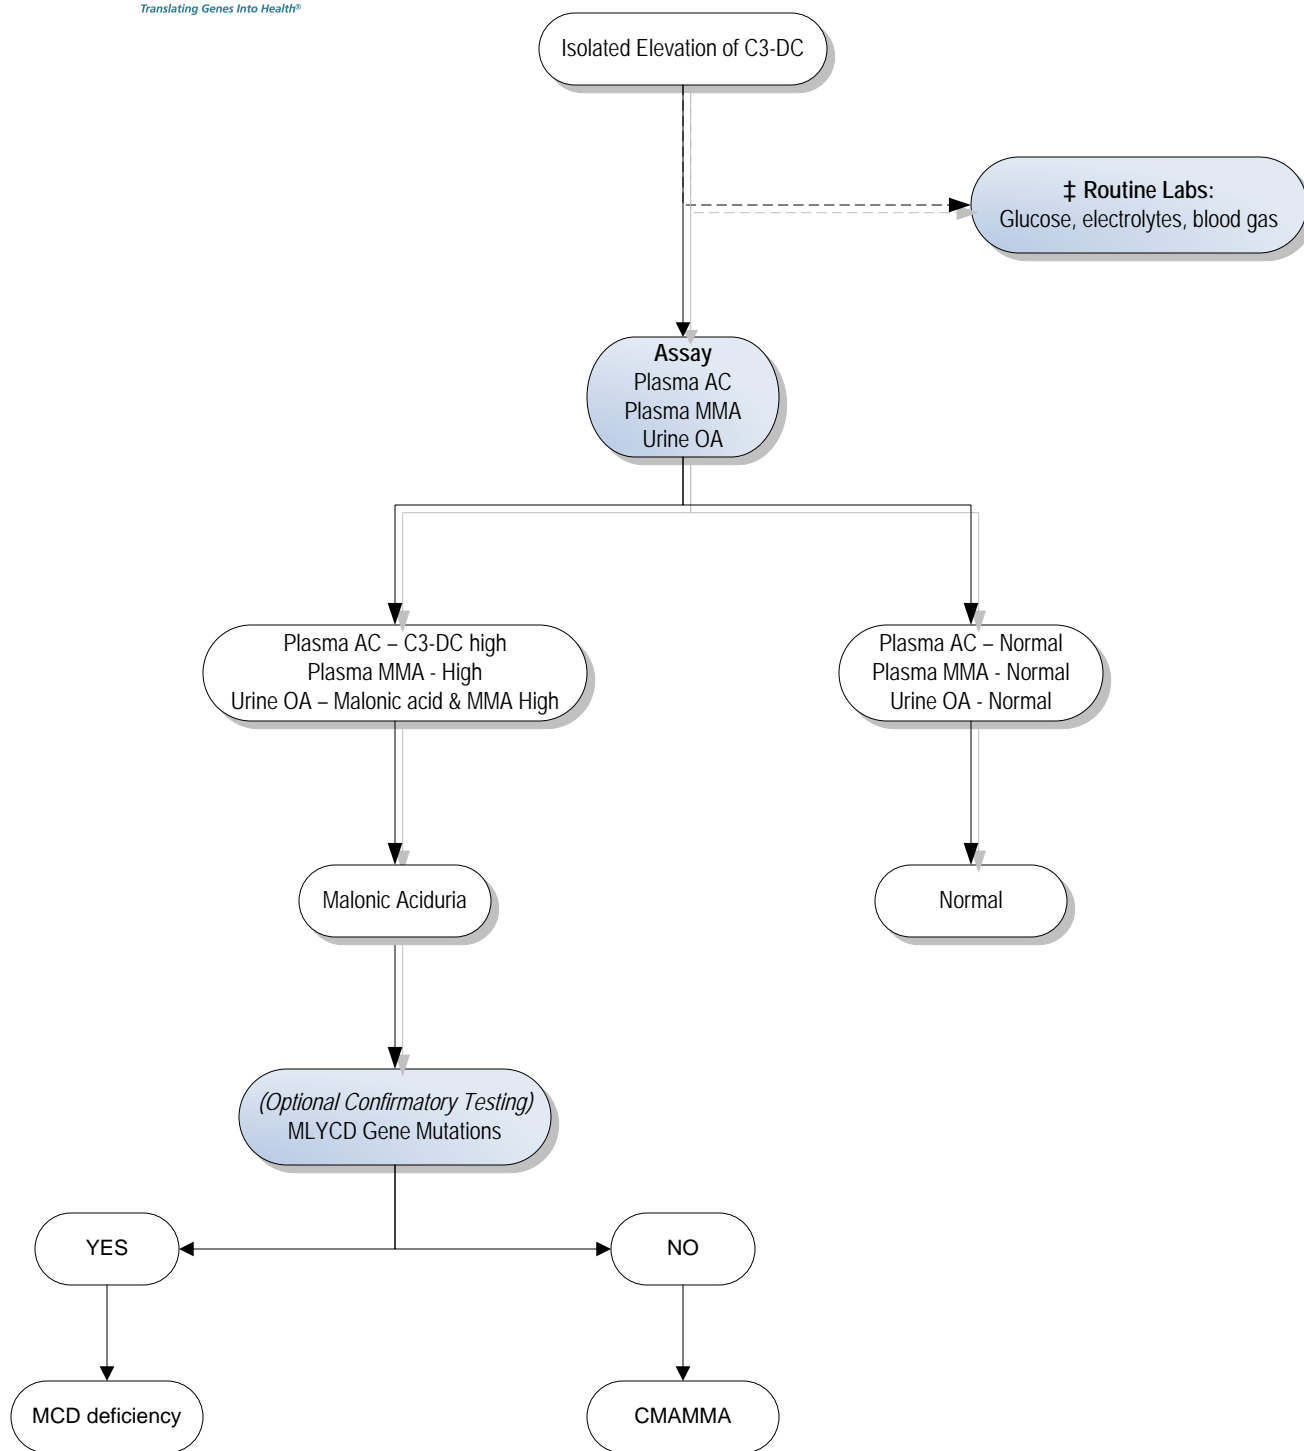 Translating Genes Into Health®
Isolated Elevation of C3-DC
‡ Routine Labs:
Glucose, electrolytes, blood gas
Assay
Plasma AC
Plasma MMA
Urine OA
Plasma AC – C3-DC high
Plasma MMA - High
Urine OA – Malonic acid & MMA High
Plasma AC – Normal
Plasma MMA - Normal
Urine OA - Normal
Malonic Aciduria
Normal
(Optional Confirmatory Testing)
MLYCD Gene Mutations
YES
NO
MCD deficiency
CMAMMA